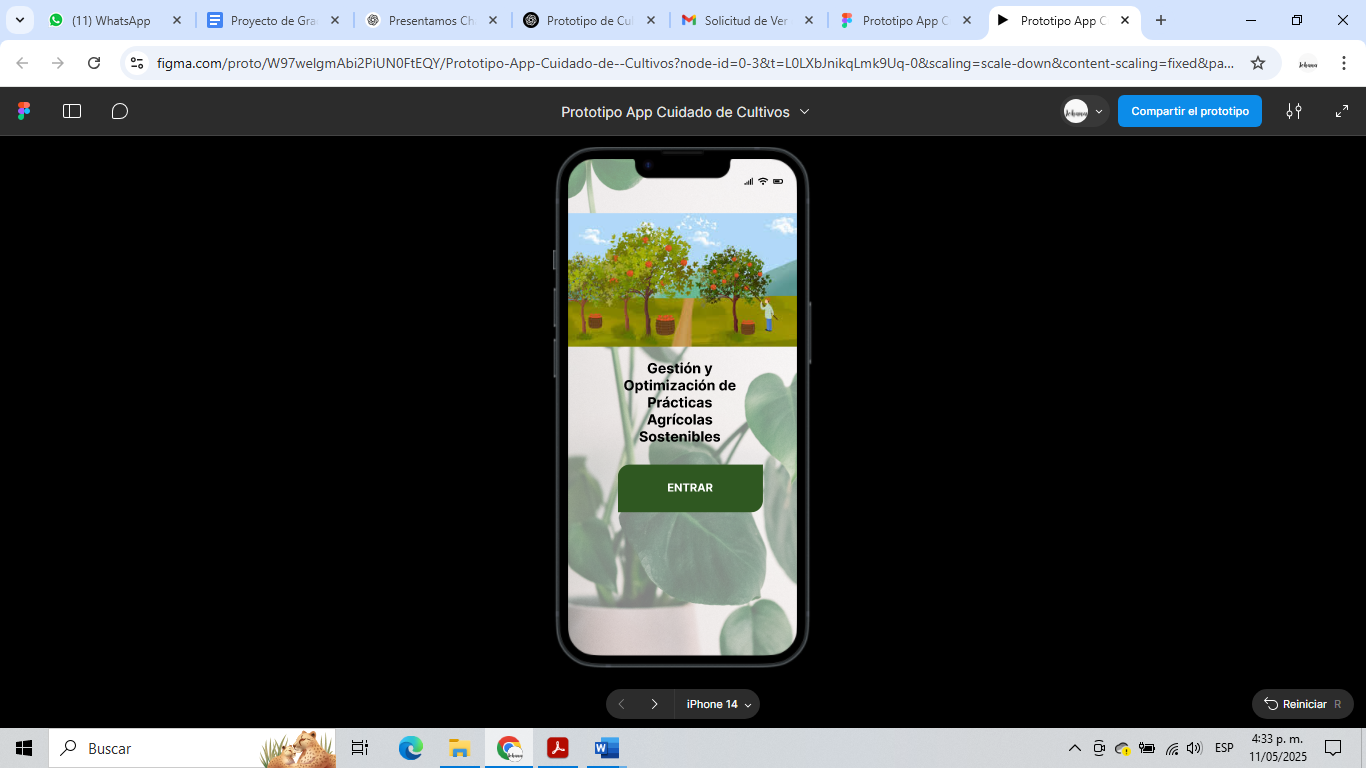 (11) WhatsApp
Proyecto de Gra
Presentamos Ch
Prototipo de Cul
Solicitud de Ver
Prototipo App C
Prototipo App C
figma.com/proto/W97welgmAbi2PiUN0FtEQY/Prototipo-App-Cuidado-de--Cultivos?node-id=0-3&t=L0LXbJnikqLmk9Uq-0&scaling=scale-down&content-scaling=fixed&pa...
Prototipo App Cuidado de Cultivos
Compartir el prototipo
Gestión y
Optimización de
Prácticas
Agrícolas
Sostenibles
ENTRAR
iPhone 14
Reiniciar R
Buscar
ESP
4:33 p. m.
11/05/2025